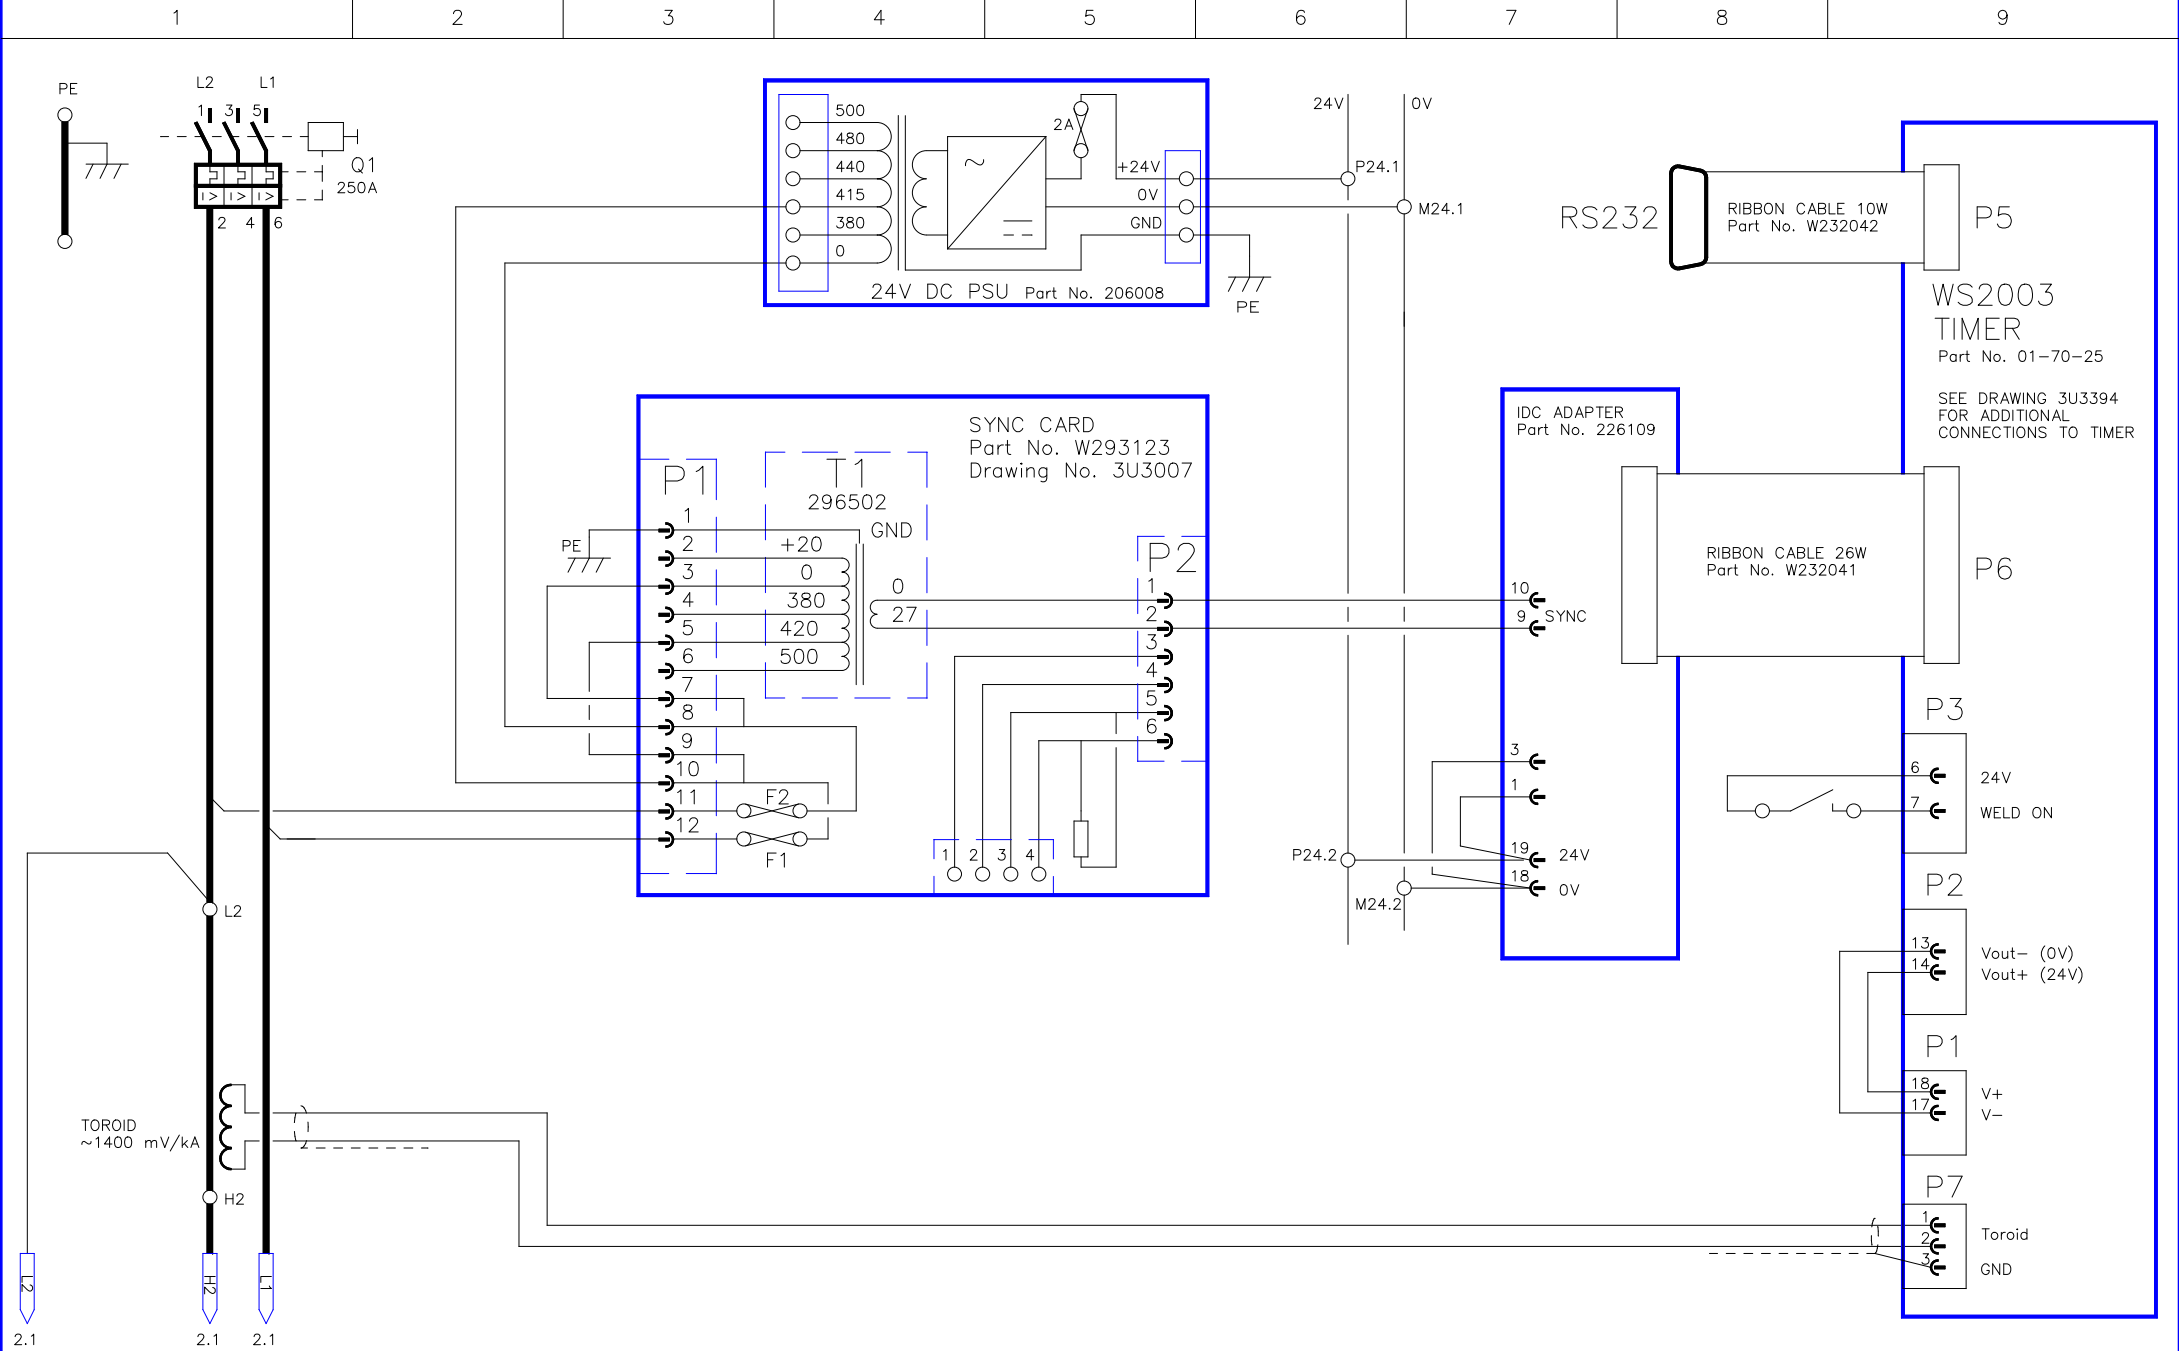 1 2 3 4 5 6 7 8 9
PE
L2 L1
1 3 5
Q1
250A
I> I> I>
2 4 6
500
480
440
415
380
0
2A
+24V
0V
GND
24V DC PSU Part No. 206008
PE
24V 0V
P24.1
M24.1
RS232
RIBBON CABLE 10W
Part No. W232042
P5
WS2003
TIMER
Part No. 01-70-25
SEE DRAWING 3U3394
FOR ADDITIONAL
CONNECTIONS TO TIMER
SYNC CARD
Part No. W293123
Drawing No. 3U3007
P1
T1
296502
GND
PE
1
2
3
4
5
6
7
8
9
10
11
12
+20
0
380
420
500
0
27
F2
F1
P2
1
2
3
4
5
6
1 2 3 4
IDC ADAPTER
Part No. 226109
10
9 SYNC
3
1
19 24V
18 0V
P24.2
M24.2
RIBBON CABLE 26W
Part No. W232041
P6
P3
6 24V
7 WELD ON
P2
13 Vout- (0V)
14 Vout+ (24V)
P1
18 V+
17 V-
P7
1 Toroid
2
3 GND
L2
TOROID
~1400 mV/kA
H2
L2 H2 L1
2.1 2.1 2.1